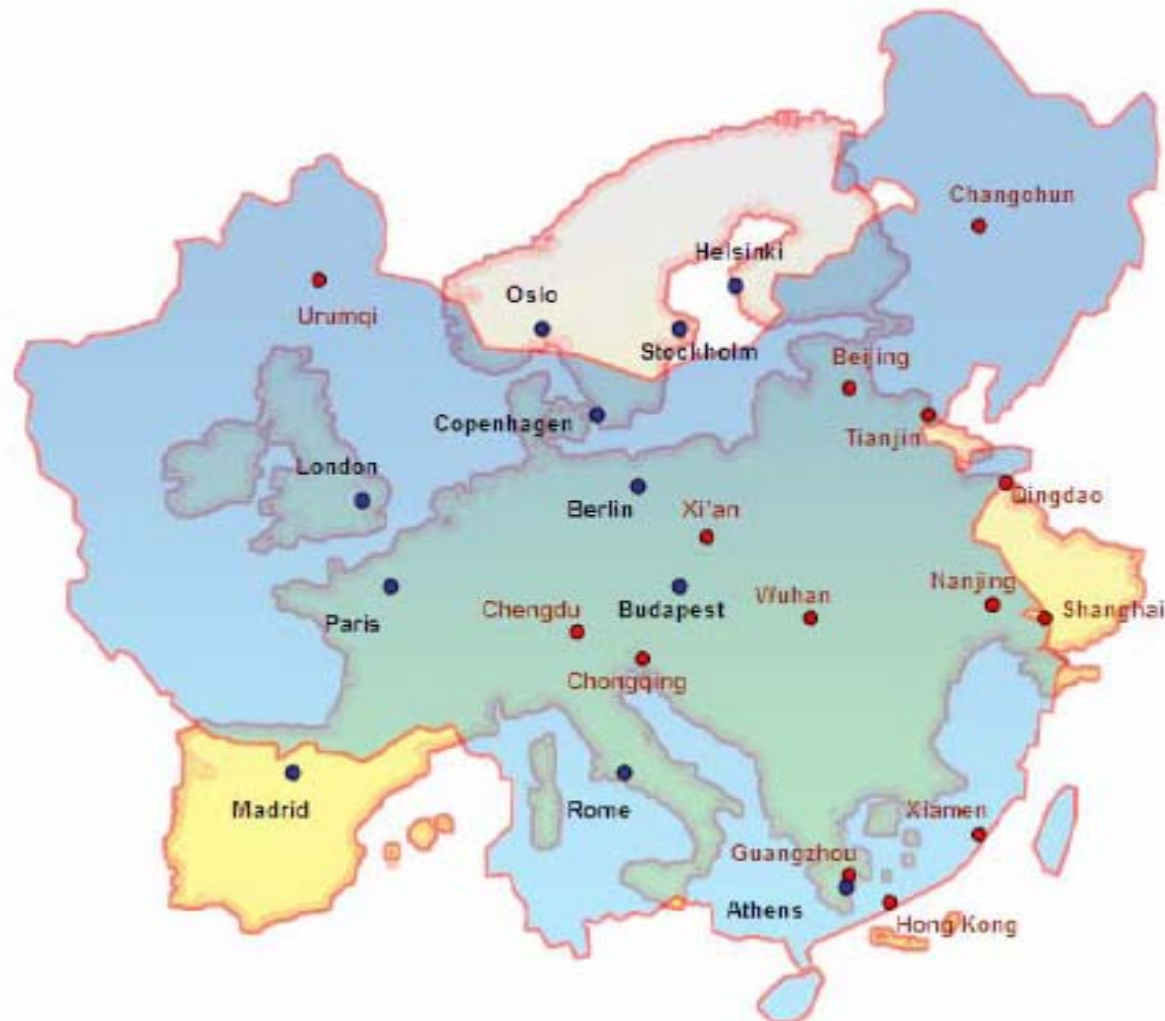 Changchun
Helsinki
Oslo
Urumqi
Stockholm
Beijing
Copenhagen
Tianjin
London
Qingdao
Berlin
Xi'an
Nanjing
Wuhan
Chengdu
Budapest
Shanghai
Paris
Chongqing
Madrid
Rome
Xiamen
Guangzhou
Athens
Hong Kong